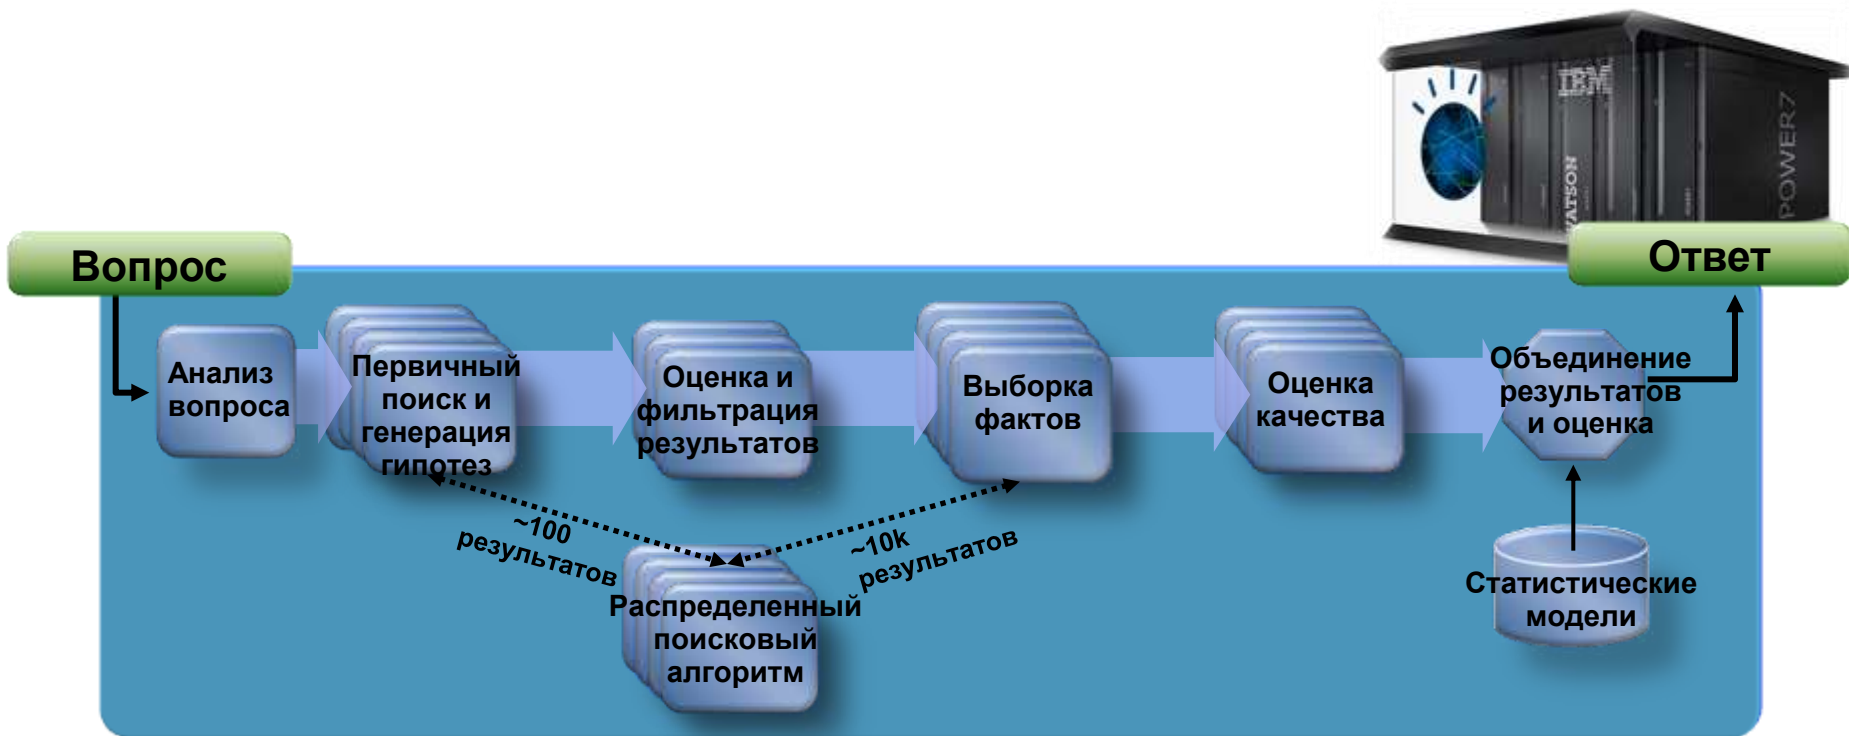 IBM
WATSON
POWER7
Вопрос
Ответ
Анализ
вопроса
Первичный
поиск и
генерация
гипотез
Оценка и
фильтрация
результатов
Выборка
фактов
Оценка
качества
Объединение
результатов
и оценка
~100
результатов
~10k
результатов
Распределенный
поисковый
алгоритм
Статистические
модели